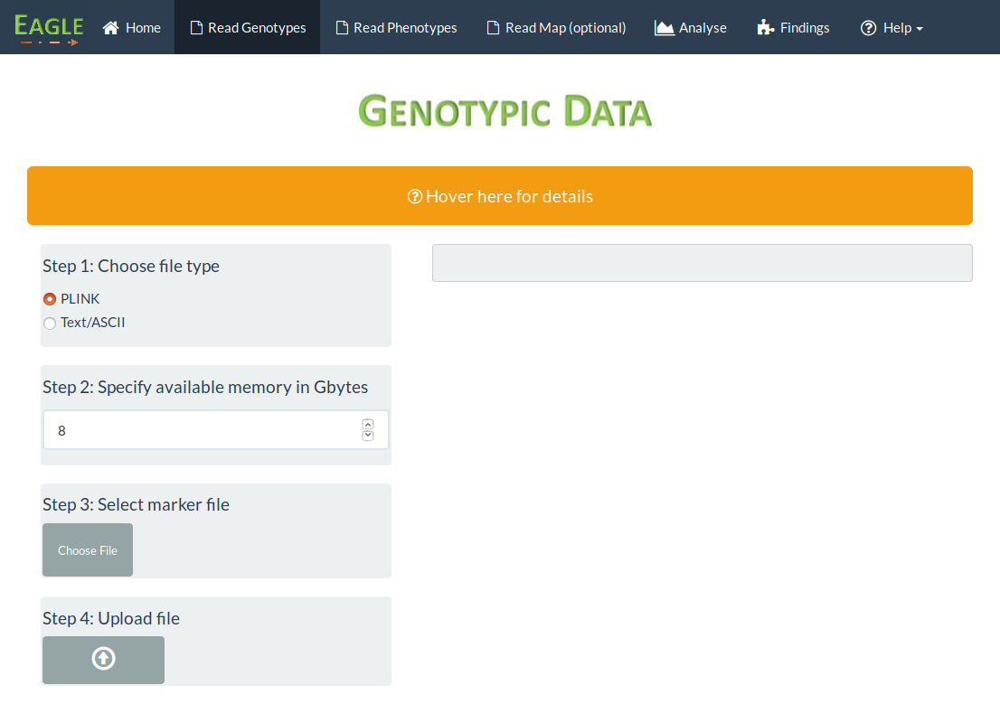 EAGLE Home Read Genotypes Read Phenotypes Read Map (optional) Analyse Findings Help
GENOTYPIC DATA
Hover here for details
Step 1: Choose file type
PLINK
Text/ASCII
Step 2: Specify available memory in Gbytes
8
Step 3: Select marker file
Choose File
Step 4: Upload file